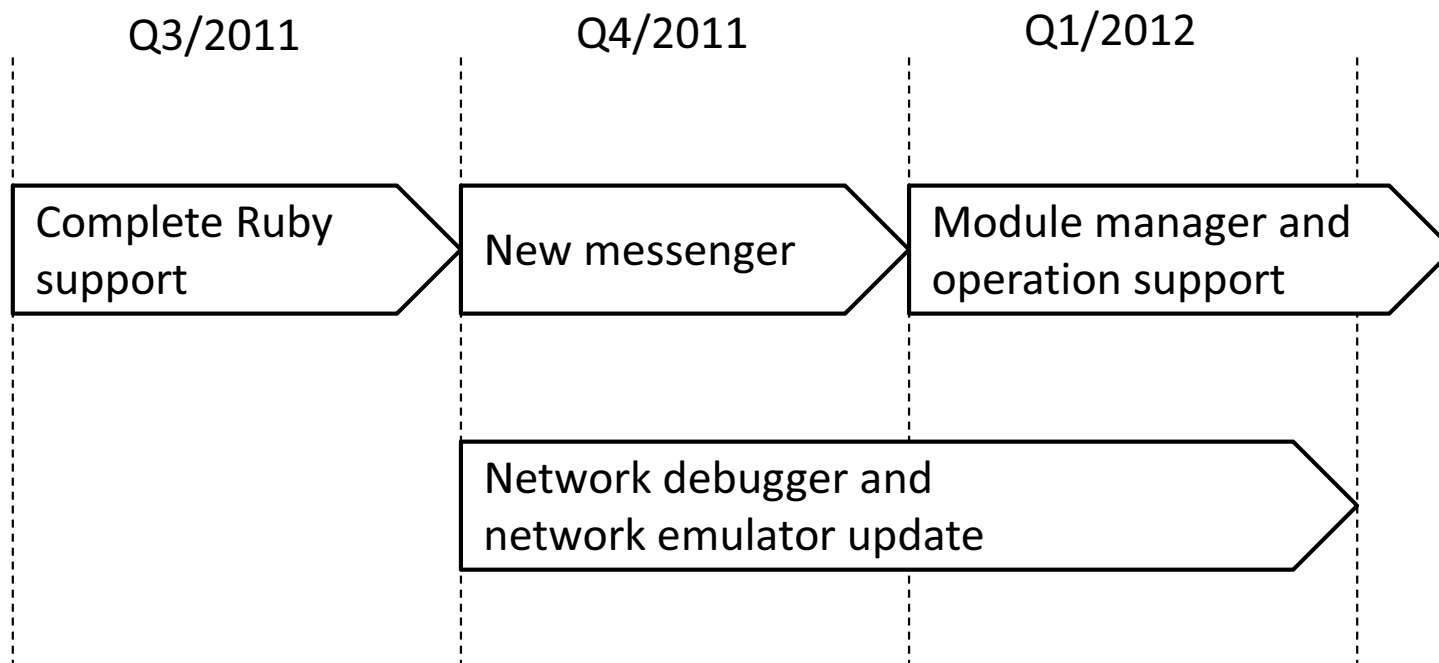 Q3/2011
Q4/2011
Q1/2012
Complete Ruby
support
New messenger
Module manager and
operation support
Network debugger and
network emulator update